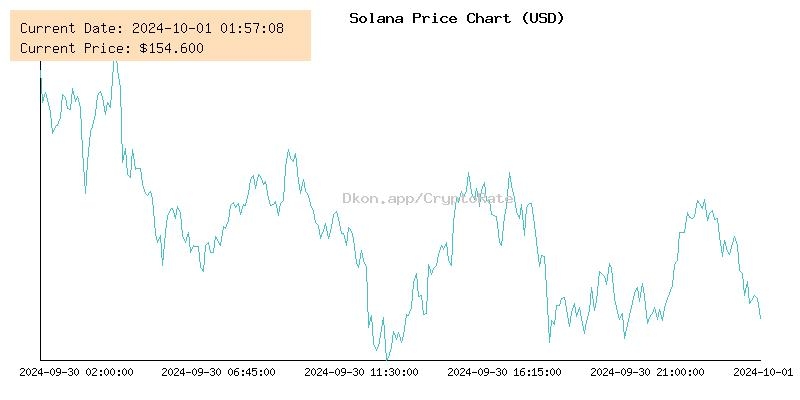 Solana Price Chart (USD)
Current Date: 2024-10-01 01:57:08
Current Price: $154.600
Dkon.app/CryptoRate
2024-09-30 02:00:00 2024-09-30 06:45:00 2024-09-30 11:30:00 2024-09-30 16:15:00 2024-09-30 21:00:00 2024-10-01